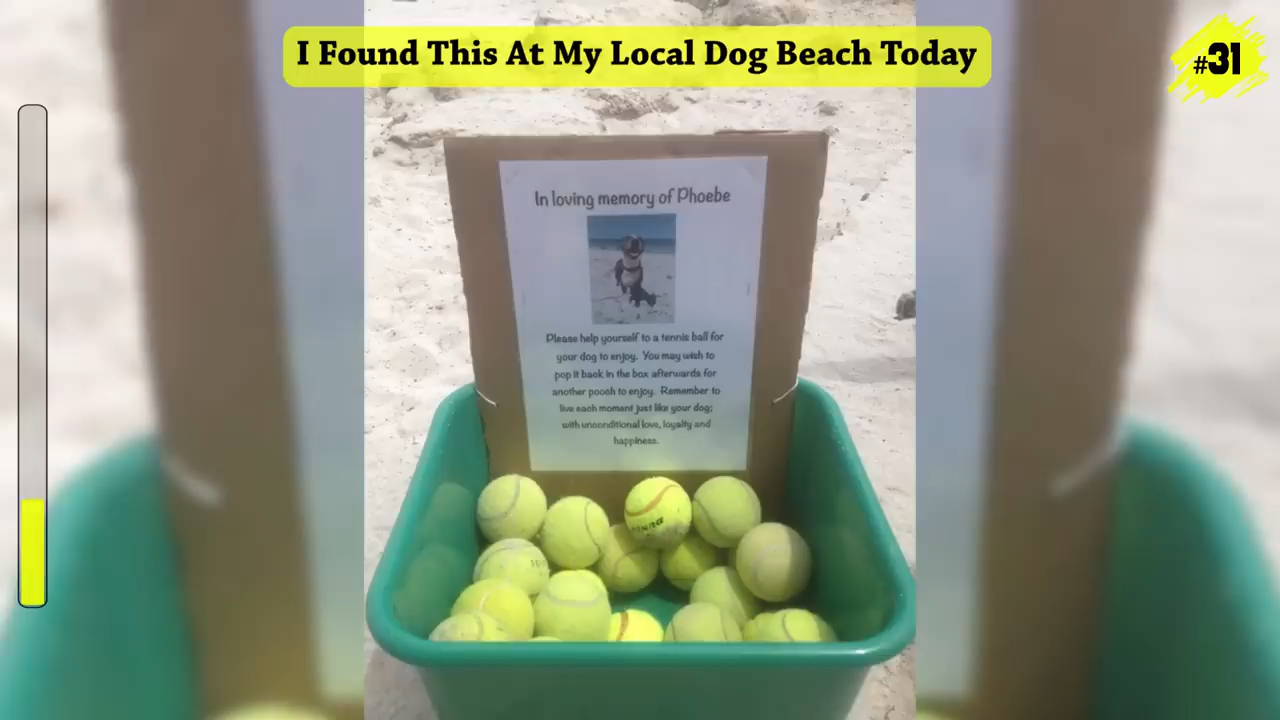 I Found This At My Local Dog Beach Today
#31
In loving memory of Phoebe
Please help yourself to a tennis ball for
your dog to enjoy. You may wish to
pop it back in the box afterwards for
another pooch to enjoy. Remember to
live each moment just like your dog;
with unconditional love, loyalty and
happiness.